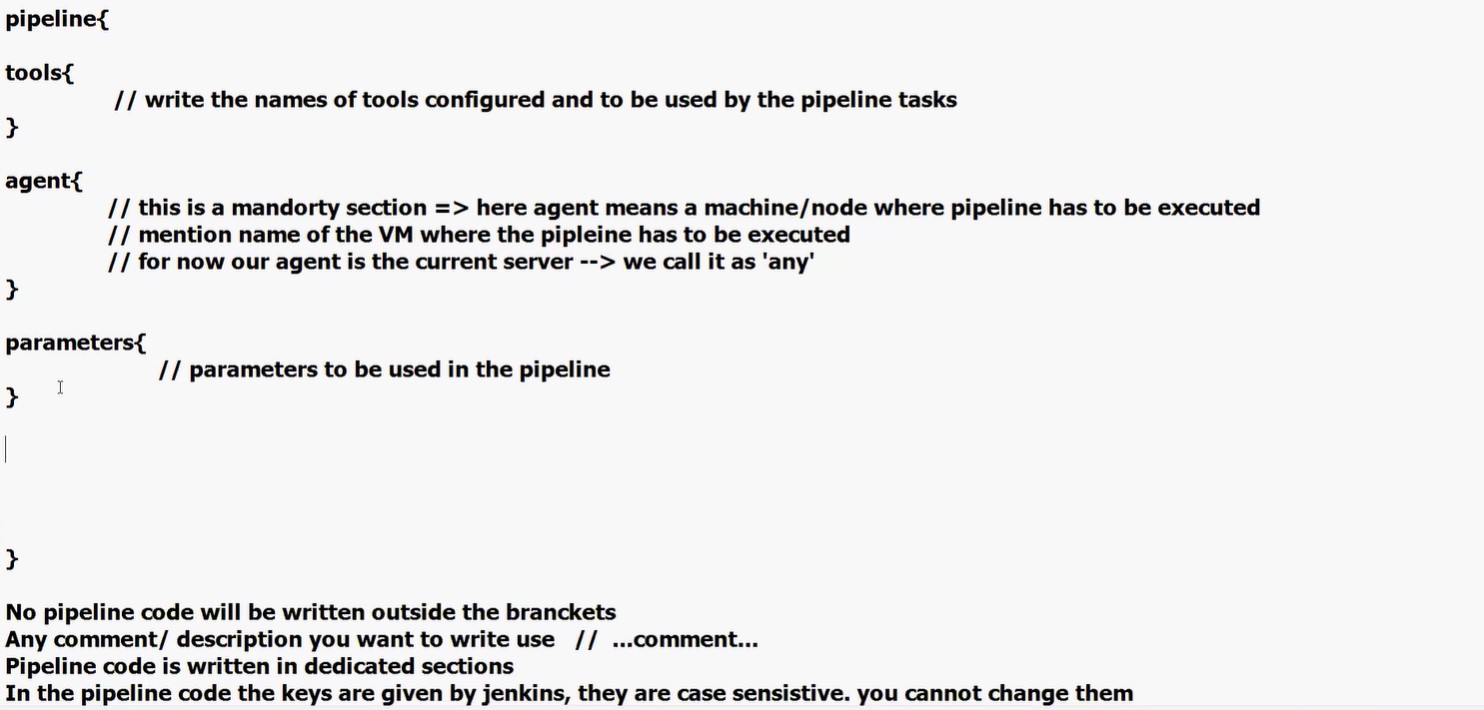 pipeline{
tools{
// write the names of tools configured and to be used by the pipeline tasks
}
agent{
// this is a mandorty section => here agent means a machine/node where pipeline has to be executed
// mention name of the VM where the pipleine has to be executed
// for now our agent is the current server --> we call it as 'any'
}
parameters{
// parameters to be used in the pipeline
}
}
No pipeline code will be written outside the branckets
Any comment/ description you want to write use // ...comment...
Pipeline code is written in dedicated sections
In the pipeline code the keys are given by jenkins, they are case sensistive. you cannot change them